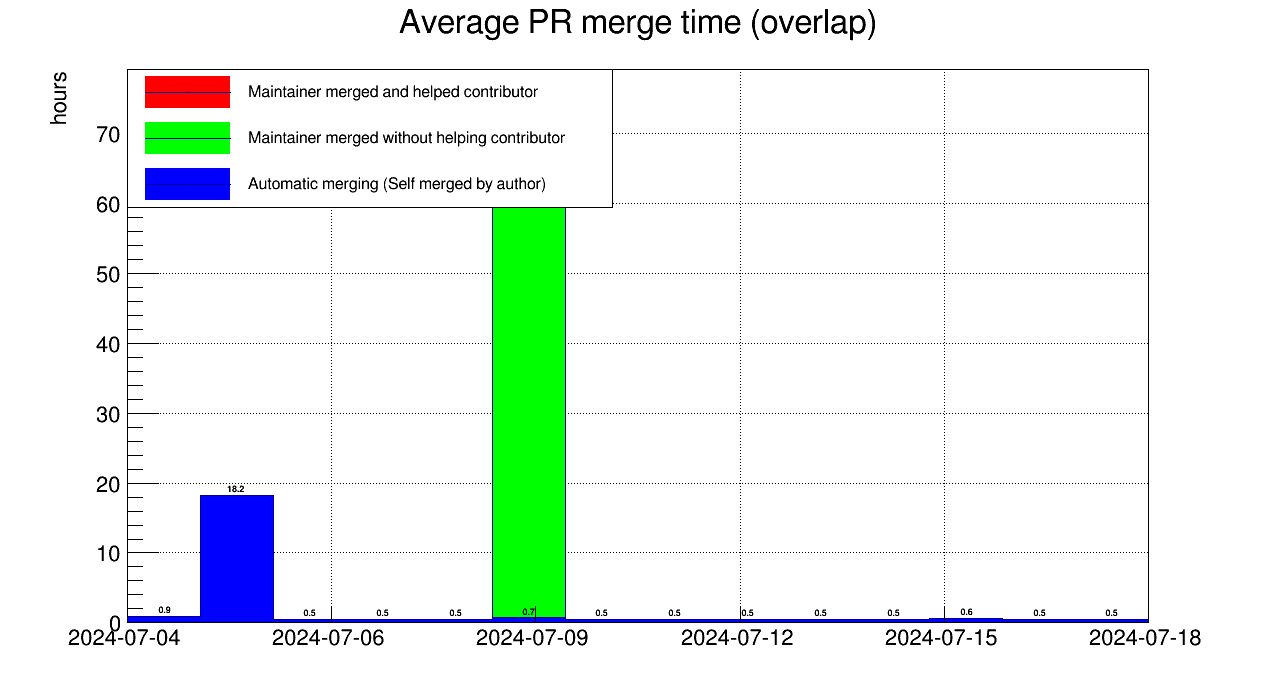 Average PR merge time (overlap)
hours
Maintainer merged and helped contributor
Maintainer merged without helping contributor
Automatic merging (Self merged by author)
70
60
50
40
30
20
10
0
18.2
0.9 0.5 0.5 0.5 0.7 0.5 0.5 0.5 0.5 0.5 0.6 0.5 0.5
2024-07-04 2024-07-06 2024-07-09 2024-07-12 2024-07-15 2024-07-18